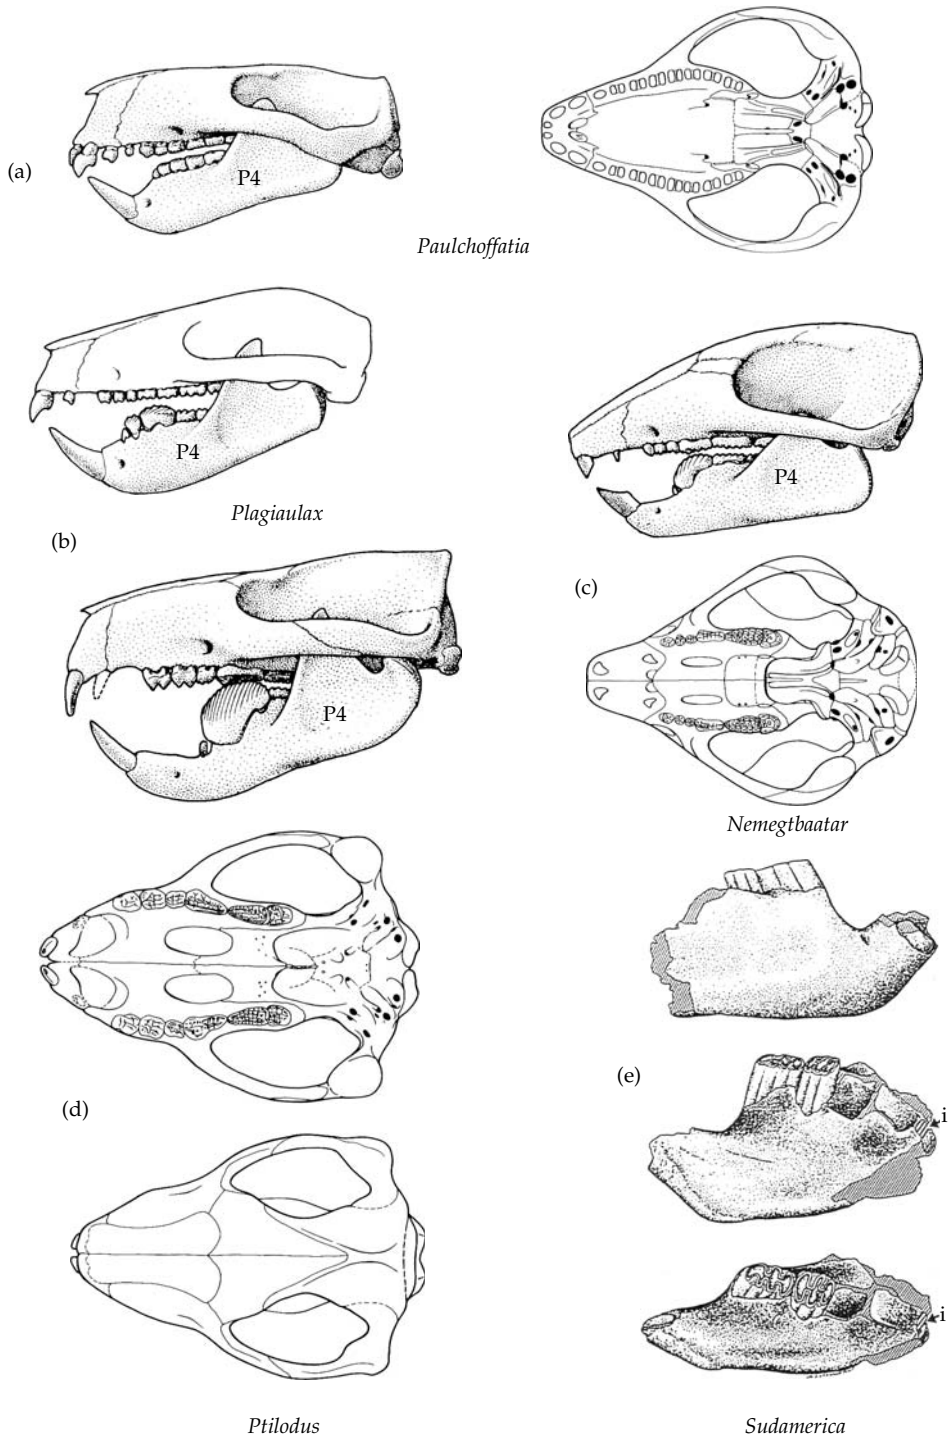 (a)
P4
Paulchoffatia
P4
Plagiaulax
(b)
P4
(c)
Nemegtbaatar
P4
(d)
Ptilodus
(e)
i
i
Sudamerica